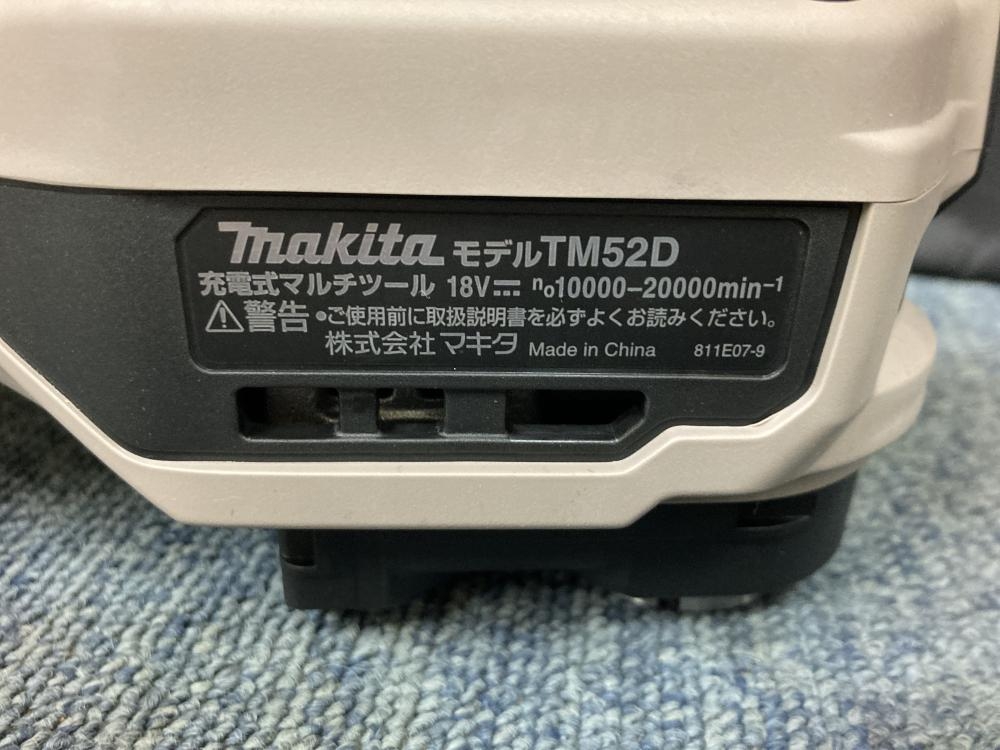 makita モデルTM52D
充電式マルチツール 18V⎓ n₀10000–20000min⁻¹
⚠警告 •ご使用前に取扱説明書を必ずよくお読みください。
株式会社 マキタ Made in China 811E07-9